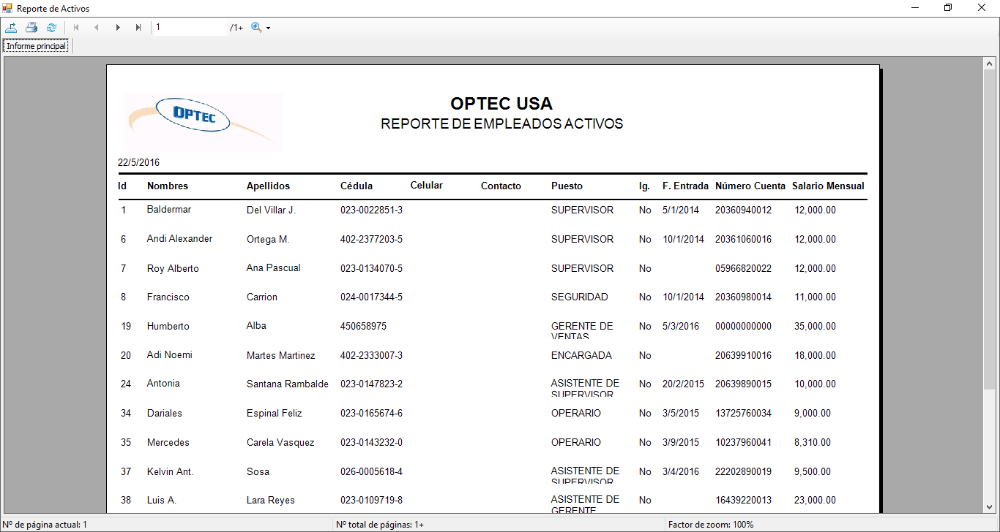 Reporte de Activos
1 /1+
Informe principal
OPTEC
OPTEC USA
REPORTE DE EMPLEADOS ACTIVOS
22/5/2016
Id Nombres Apellidos Cédula Celular Contacto Puesto Ig. F. Entrada Número Cuenta Salario Mensual
1 Baldermar Del Villar J. 023-0022851-3 SUPERVISOR No 5/1/2014 20360940012 12,000.00
6 Andi Alexander Ortega M. 402-2377203-5 SUPERVISOR No 10/1/2014 20361060016 12,000.00
7 Roy Alberto Ana Pascual 023-0134070-5 SUPERVISOR No 05966820022 12,000.00
8 Francisco Carrion 024-0017344-5 SEGURIDAD No 10/1/2014 20360980014 11,000.00
19 Humberto Alba 450658975 GERENTE DE No 5/3/2016 00000000000 35,000.00
VENTAS
20 Adi Noemi Martes Martinez 402-2333007-3 ENCARGADA No 20639910016 18,000.00
24 Antonia Santana Rambalde 023-0147823-2 ASISTENTE DE No 20/2/2015 20639890015 10,000.00
SUPERVISOR
34 Dariales Espinal Feliz 023-0165674-6 OPERARIO No 3/5/2015 13725760034 9,000.00
35 Mercedes Carela Vasquez 023-0143232-0 OPERARIO No 3/9/2015 10237960041 8,310.00
37 Kelvin Ant. Sosa 026-0005618-4 ASISTENTE DE No 3/4/2016 22202890019 9,500.00
SUPERVISOR
38 Luis A. Lara Reyes 023-0109719-8 ASISTENTE DE No 16439220013 23,000.00
GERENTE
Nº de página actual: 1 Nº total de páginas: 1+ Factor de zoom: 100%